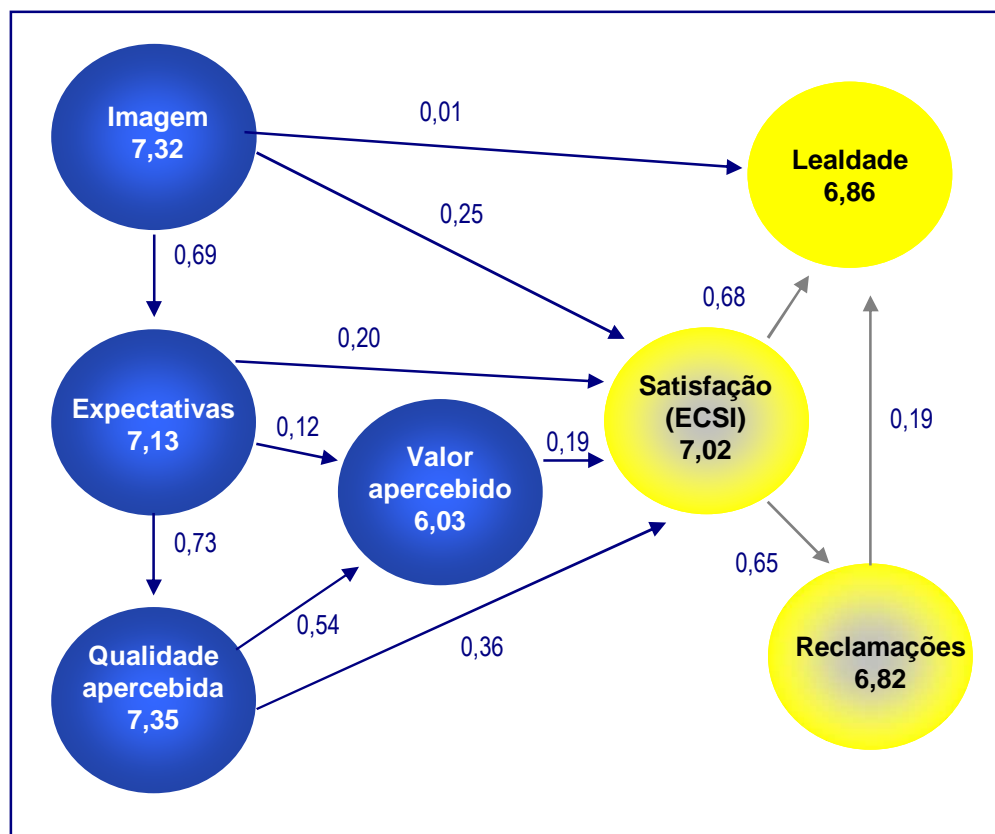 Imagem
7,32
0,01
Lealdade
6,86
0,25
0,69
0,68
0,20
Expectativas
7,13
0,12
Valor
apercebido
6,03
0,19
Satisfação
(ECSI)
7,02
0,19
0,73
0,65
0,54
0,36
Qualidade
apercebida
7,35
Reclamações
6,82